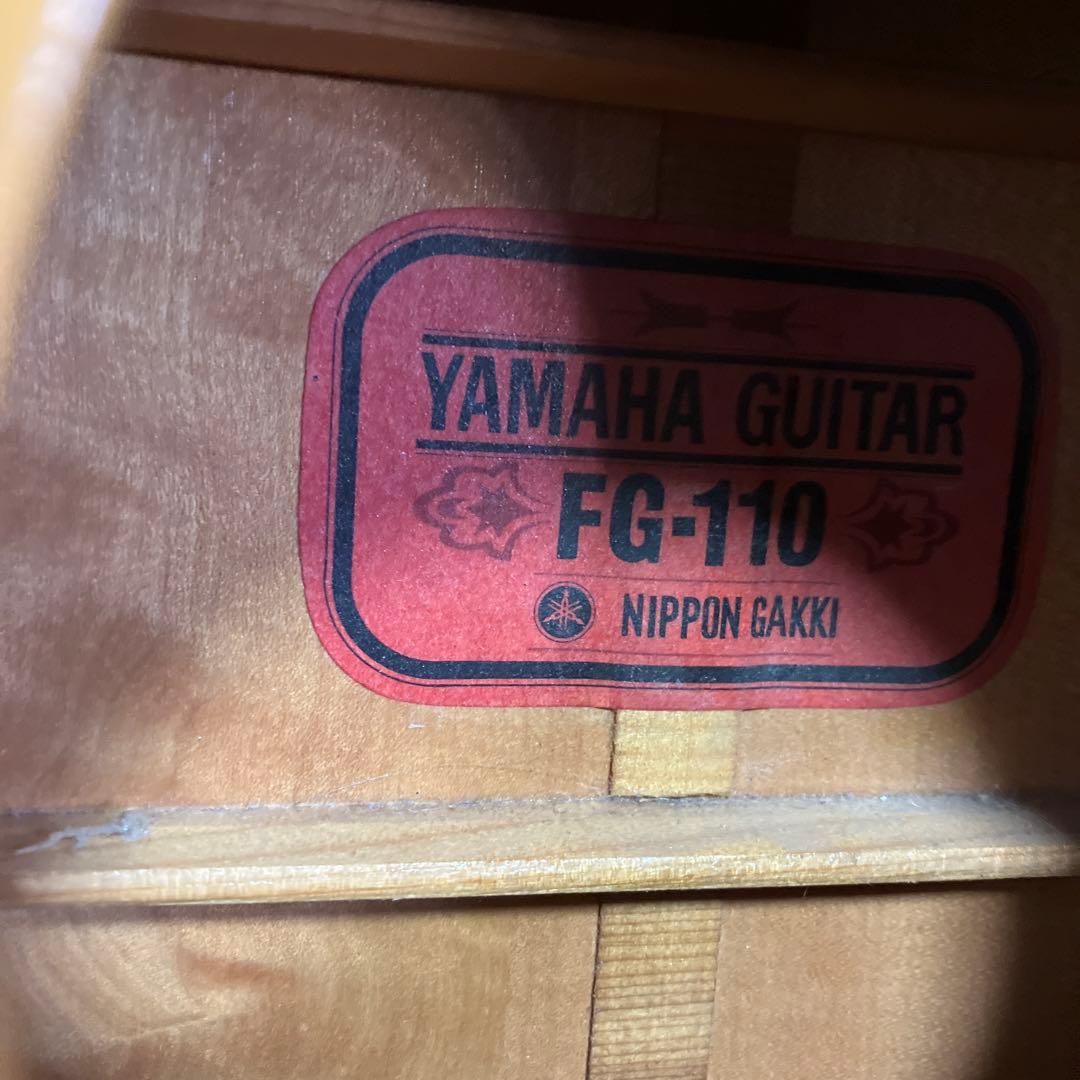 YAMAHA GUITAR
FG-110
NIPPON GAKKI